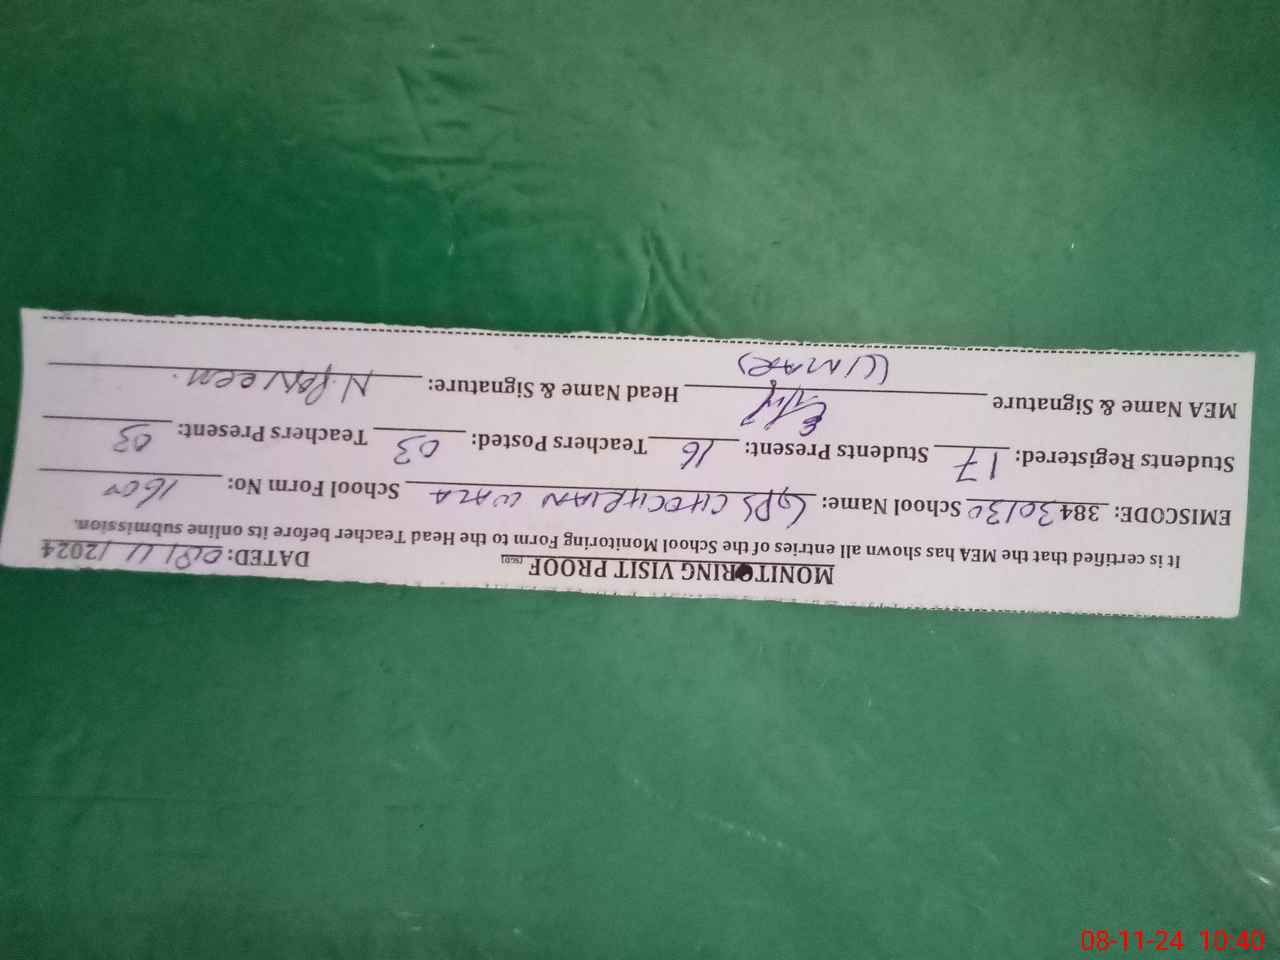 MONITORING VISIT PROOF
DATED: 08/11/2024
It is certified that the MEA has shown all entries of the School Monitoring Form to the Head Teacher before its online submission.
EMISCODE: 38430130 School Name: GPS CHOCHRIAN WALA School Form No: 1600
Students Registered: 17 Students Present: 16 Teachers Posted: 03 Teachers Present: 03
MEA Name & Signature (UMAR) Head Name & Signature: N.Parveen.
08-11-24 10:40